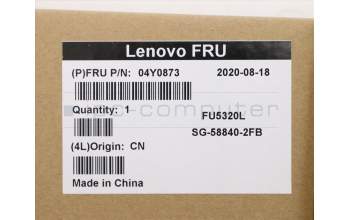 Lenovo FRU
(P)FRU P/N: 04Y0873 2020-08-18
Quantity: 1
FU5320L
SG-58840-2FB
(4L)Origin: CN
Made in China